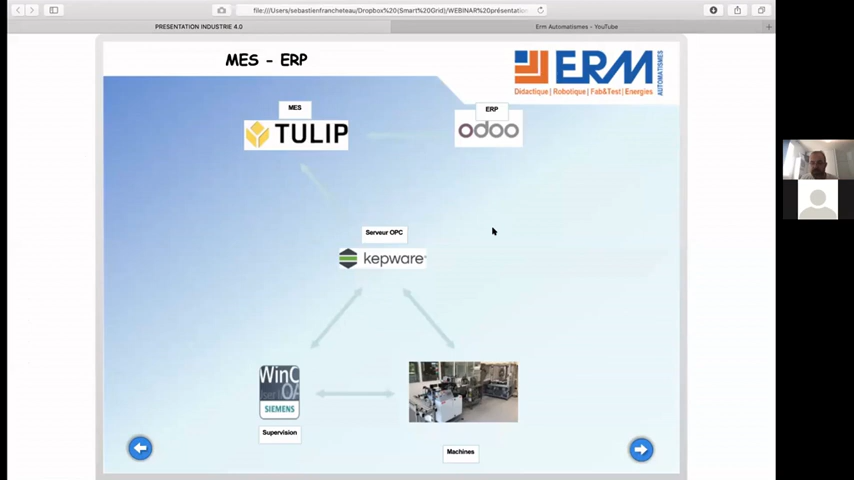 file:///Users/sebastienfrancheteau/Dropbox%20(Smart%20Grid)/WEBINAR%20présentation
PRESENTATION INDUSTRIE 4.0
Erm Automatismes - YouTube
MES - ERP
ERM
AUTOMATISMES
Didactique | Robotique | Fab&Test | Energies
MES
TULIP
ERP
odoo
Serveur OPC
kepware
WinC
OA
SIEMENS
Supervision
Machines